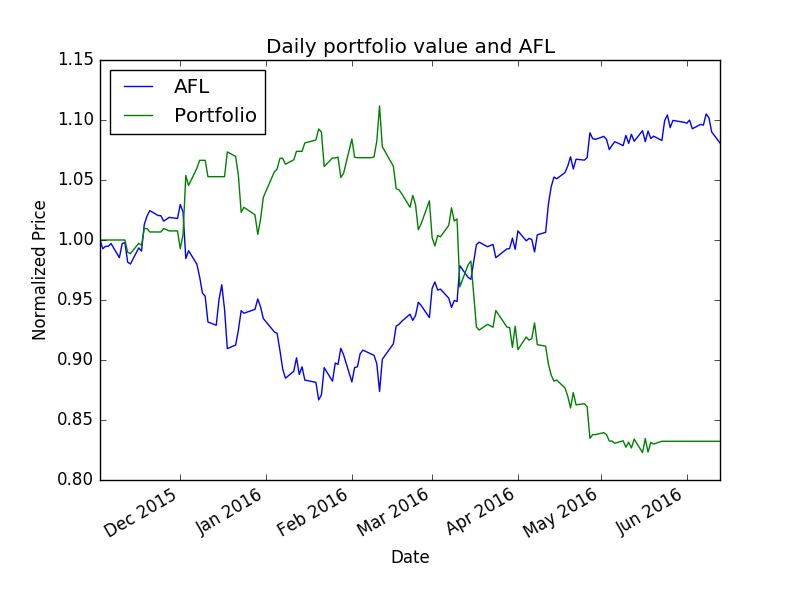 Daily portfolio value and AFL
1.15
1.10
1.05
1.00
0.95
0.90
0.85
0.80
Normalized Price
AFL
Portfolio
Dec 2015
Jan 2016
Feb 2016
Mar 2016
Apr 2016
May 2016
Jun 2016
Date